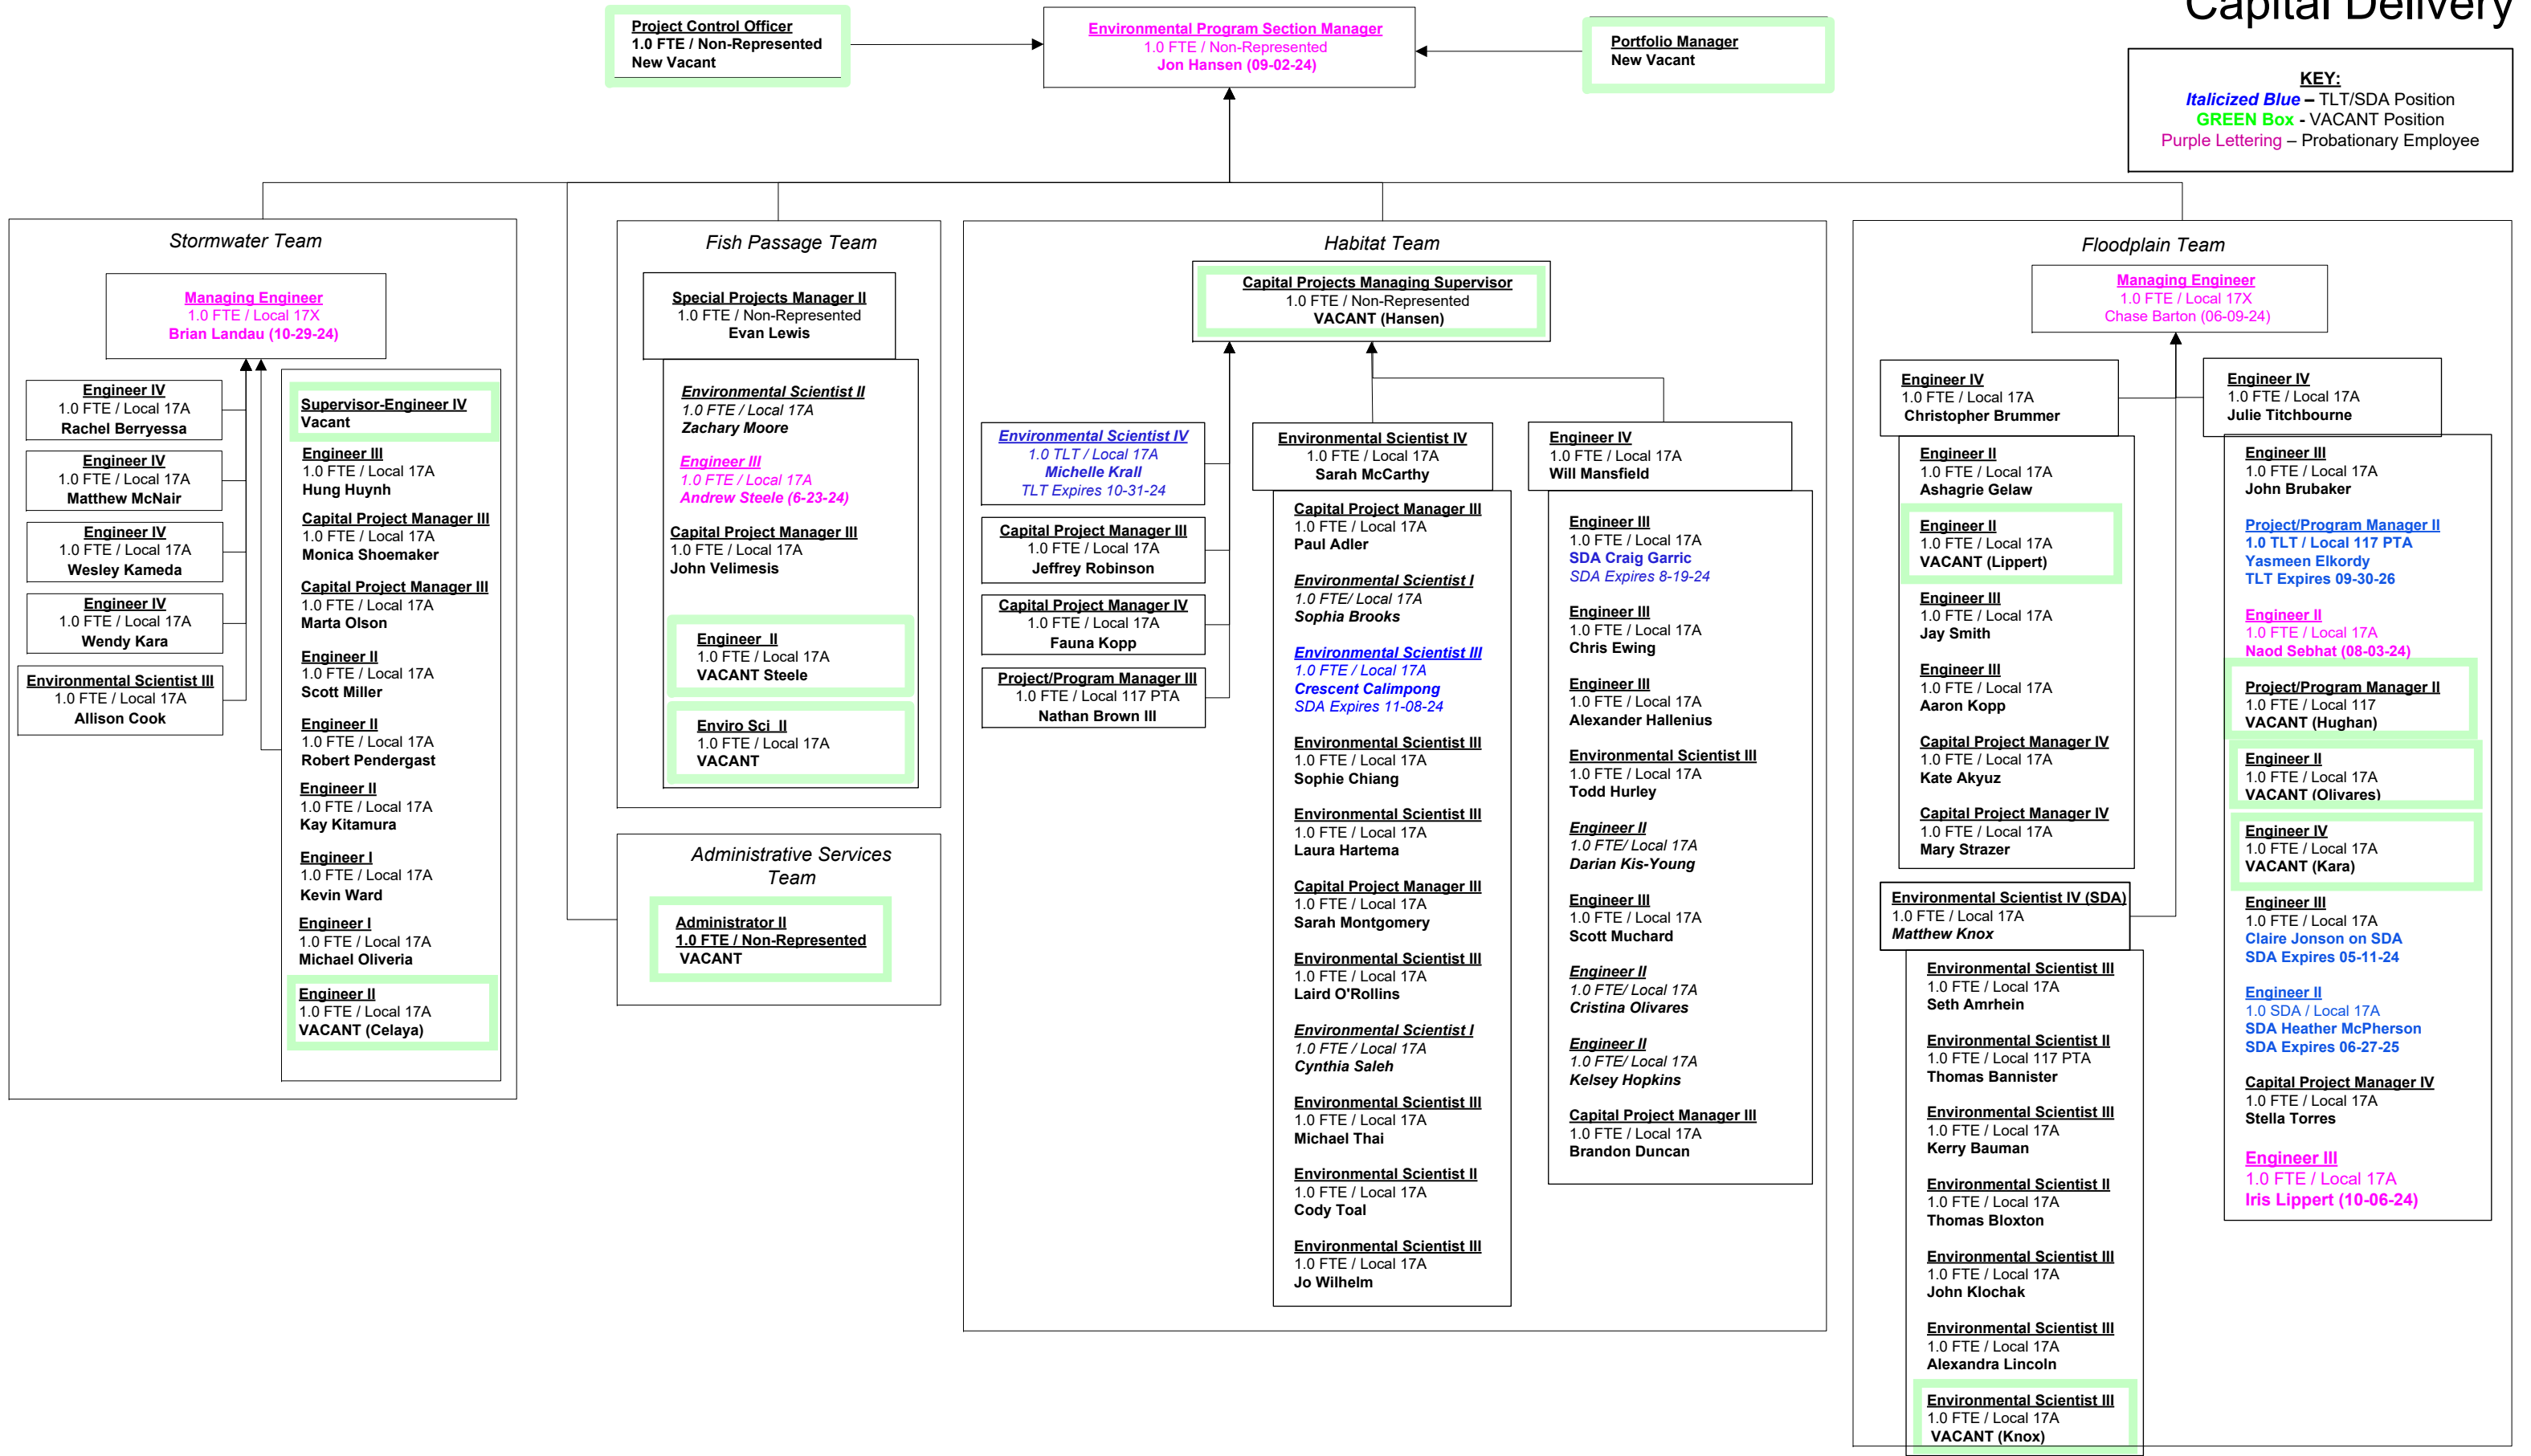 Capital Delivery
KEY:
Italicized Blue – TLT/SDA Position
GREEN Box - VACANT Position
Purple Lettering – Probationary Employee
Project Control Officer
1.0 FTE / Non-Represented
New Vacant
Environmental Program Section Manager
1.0 FTE / Non-Represented
Jon Hansen (09-02-24)
Portfolio Manager
New Vacant
Stormwater Team
Managing Engineer
1.0 FTE / Local 17X
Brian Landau (10-29-24)
Engineer IV
1.0 FTE / Local 17A
Rachel Berryessa
Engineer IV
1.0 FTE / Local 17A
Matthew McNair
Engineer IV
1.0 FTE / Local 17A
Wesley Kameda
Engineer IV
1.0 FTE / Local 17A
Wendy Kara
Environmental Scientist III
1.0 FTE / Local 17A
Allison Cook
Supervisor-Engineer IV
Vacant
Engineer III
1.0 FTE / Local 17A
Hung Huynh
Capital Project Manager III
1.0 FTE / Local 17A
Monica Shoemaker
Capital Project Manager III
1.0 FTE / Local 17A
Marta Olson
Engineer II
1.0 FTE / Local 17A
Scott Miller
Engineer II
1.0 FTE / Local 17A
Robert Pendergast
Engineer II
1.0 FTE / Local 17A
Kay Kitamura
Engineer I
1.0 FTE / Local 17A
Kevin Ward
Engineer I
1.0 FTE / Local 17A
Michael Oliveria
Engineer II
1.0 FTE / Local 17A
VACANT (Celaya)
Fish Passage Team
Special Projects Manager II
1.0 FTE / Non-Represented
Evan Lewis
Environmental Scientist II
1.0 FTE / Local 17A
Zachary Moore
Engineer III
1.0 FTE / Local 17A
Andrew Steele (6-23-24)
Capital Project Manager III
1.0 FTE / Local 17A
John Velimesis
Engineer  II
1.0 FTE / Local 17A
VACANT Steele
Enviro Sci  II
1.0 FTE / Local 17A
VACANT
Administrative Services
Team
Administrator II
1.0 FTE / Non-Represented
VACANT
Habitat Team
Capital Projects Managing Supervisor
1.0 FTE / Non-Represented
VACANT (Hansen)
Environmental Scientist IV
1.0 TLT / Local 17A
Michelle Krall
TLT Expires 10-31-24
Capital Project Manager III
1.0 FTE / Local 17A
Jeffrey Robinson
Capital Project Manager IV
1.0 FTE / Local 17A
Fauna Kopp
Project/Program Manager III
1.0 FTE / Local 117 PTA
Nathan Brown III
Environmental Scientist IV
1.0 FTE / Local 17A
Sarah McCarthy
Capital Project Manager III
1.0 FTE / Local 17A
Paul Adler
Environmental Scientist I
1.0 FTE/ Local 17A
Sophia Brooks
Environmental Scientist III
1.0 FTE / Local 17A
Crescent Calimpong
SDA Expires 11-08-24
Environmental Scientist III
1.0 FTE / Local 17A
Sophie Chiang
Environmental Scientist III
1.0 FTE / Local 17A
Laura Hartema
Capital Project Manager III
1.0 FTE / Local 17A
Sarah Montgomery
Environmental Scientist III
1.0 FTE / Local 17A
Laird O'Rollins
Environmental Scientist I
1.0 FTE / Local 17A
Cynthia Saleh
Environmental Scientist III
1.0 FTE / Local 17A
Michael Thai
Environmental Scientist II
1.0 FTE / Local 17A
Cody Toal
Environmental Scientist III
1.0 FTE / Local 17A
Jo Wilhelm
Engineer IV
1.0 FTE / Local 17A
Will Mansfield
Engineer III
1.0 FTE / Local 17A
SDA Craig Garric
SDA Expires 8-19-24
Engineer III
1.0 FTE / Local 17A
Chris Ewing
Engineer III
1.0 FTE / Local 17A
Alexander Hallenius
Environmental Scientist III
1.0 FTE / Local 17A
Todd Hurley
Engineer II
1.0 FTE/ Local 17A
Darian Kis-Young
Engineer III
1.0 FTE / Local 17A
Scott Muchard
Engineer II
1.0 FTE/ Local 17A
Cristina Olivares
Engineer II
1.0 FTE/ Local 17A
Kelsey Hopkins
Capital Project Manager III
1.0 FTE / Local 17A
Brandon Duncan
Floodplain Team
Managing Engineer
1.0 FTE / Local 17X
Chase Barton (06-09-24)
Engineer IV
1.0 FTE / Local 17A
Christopher Brummer
Engineer II
1.0 FTE / Local 17A
Ashagrie Gelaw
Engineer II
1.0 FTE / Local 17A
VACANT (Lippert)
Engineer III
1.0 FTE / Local 17A
Jay Smith
Engineer III
1.0 FTE / Local 17A
Aaron Kopp
Capital Project Manager IV
1.0 FTE / Local 17A
Kate Akyuz
Capital Project Manager IV
1.0 FTE / Local 17A
Mary Strazer
Environmental Scientist IV (SDA)
1.0 FTE / Local 17A
Matthew Knox
Environmental Scientist III
1.0 FTE / Local 17A
Seth Amrhein
Environmental Scientist II
1.0 FTE / Local 117 PTA
Thomas Bannister
Environmental Scientist III
1.0 FTE / Local 17A
Kerry Bauman
Environmental Scientist II
1.0 FTE / Local 17A
Thomas Bloxton
Environmental Scientist III
1.0 FTE / Local 17A
John Klochak
Environmental Scientist III
1.0 FTE / Local 17A
Alexandra Lincoln
Environmental Scientist III
1.0 FTE / Local 17A
VACANT (Knox)
Engineer IV
1.0 FTE / Local 17A
Julie Titchbourne
Engineer III
1.0 FTE / Local 17A
John Brubaker
Project/Program Manager II
1.0 TLT / Local 117 PTA
Yasmeen Elkordy
TLT Expires 09-30-26
Engineer II
1.0 FTE / Local 17A
Naod Sebhat (08-03-24)
Project/Program Manager II
1.0 FTE / Local 117
VACANT (Hughan)
Engineer II
1.0 FTE / Local 17A
VACANT (Olivares)
Engineer IV
1.0 FTE / Local 17A
VACANT (Kara)
Engineer III
1.0 FTE / Local 17A
Claire Jonson on SDA
SDA Expires 05-11-24
Engineer II
1.0 SDA / Local 17A
SDA Heather McPherson
SDA Expires 06-27-25
Capital Project Manager IV
1.0 FTE / Local 17A
Stella Torres
Engineer III
1.0 FTE / Local 17A
Iris Lippert (10-06-24)